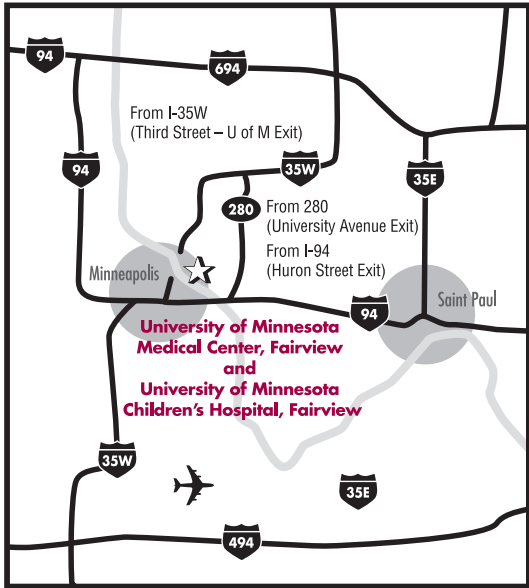 94
694
From I-35W
(Third Street – U of M Exit)
94
35W
35E
280
From 280
(University Avenue Exit)
From I-94
(Huron Street Exit)
Minneapolis
Saint Paul
94
University of Minnesota
Medical Center, Fairview
and
University of Minnesota
Children's Hospital, Fairview
35W
35E
494